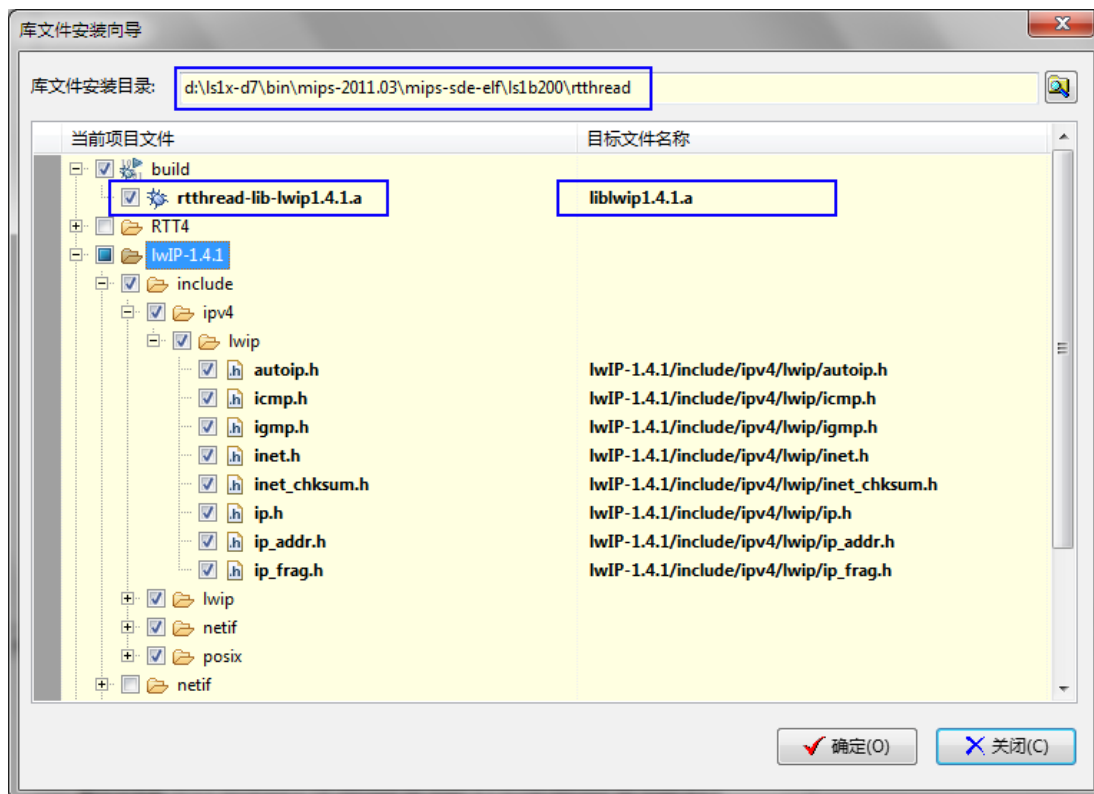 库文件安装向导
库文件安装目录: d:\ls1x-d7\bin\mips-2011.03\mips-sde-elf\ls1b200\rtthread
当前项目文件 目标文件名称
build
rtthread-lib-lwip1.4.1.a liblwip1.4.1.a
RTT4
lwIP-1.4.1
include
ipv4
lwip
autoip.h lwIP-1.4.1/include/ipv4/lwip/autoip.h
icmp.h lwIP-1.4.1/include/ipv4/lwip/icmp.h
igmp.h lwIP-1.4.1/include/ipv4/lwip/igmp.h
inet.h lwIP-1.4.1/include/ipv4/lwip/inet.h
inet_chksum.h lwIP-1.4.1/include/ipv4/lwip/inet_chksum.h
ip.h lwIP-1.4.1/include/ipv4/lwip/ip.h
ip_addr.h lwIP-1.4.1/include/ipv4/lwip/ip_addr.h
ip_frag.h lwIP-1.4.1/include/ipv4/lwip/ip_frag.h
lwip
netif
posix
netif
确定(O) 关闭(C)